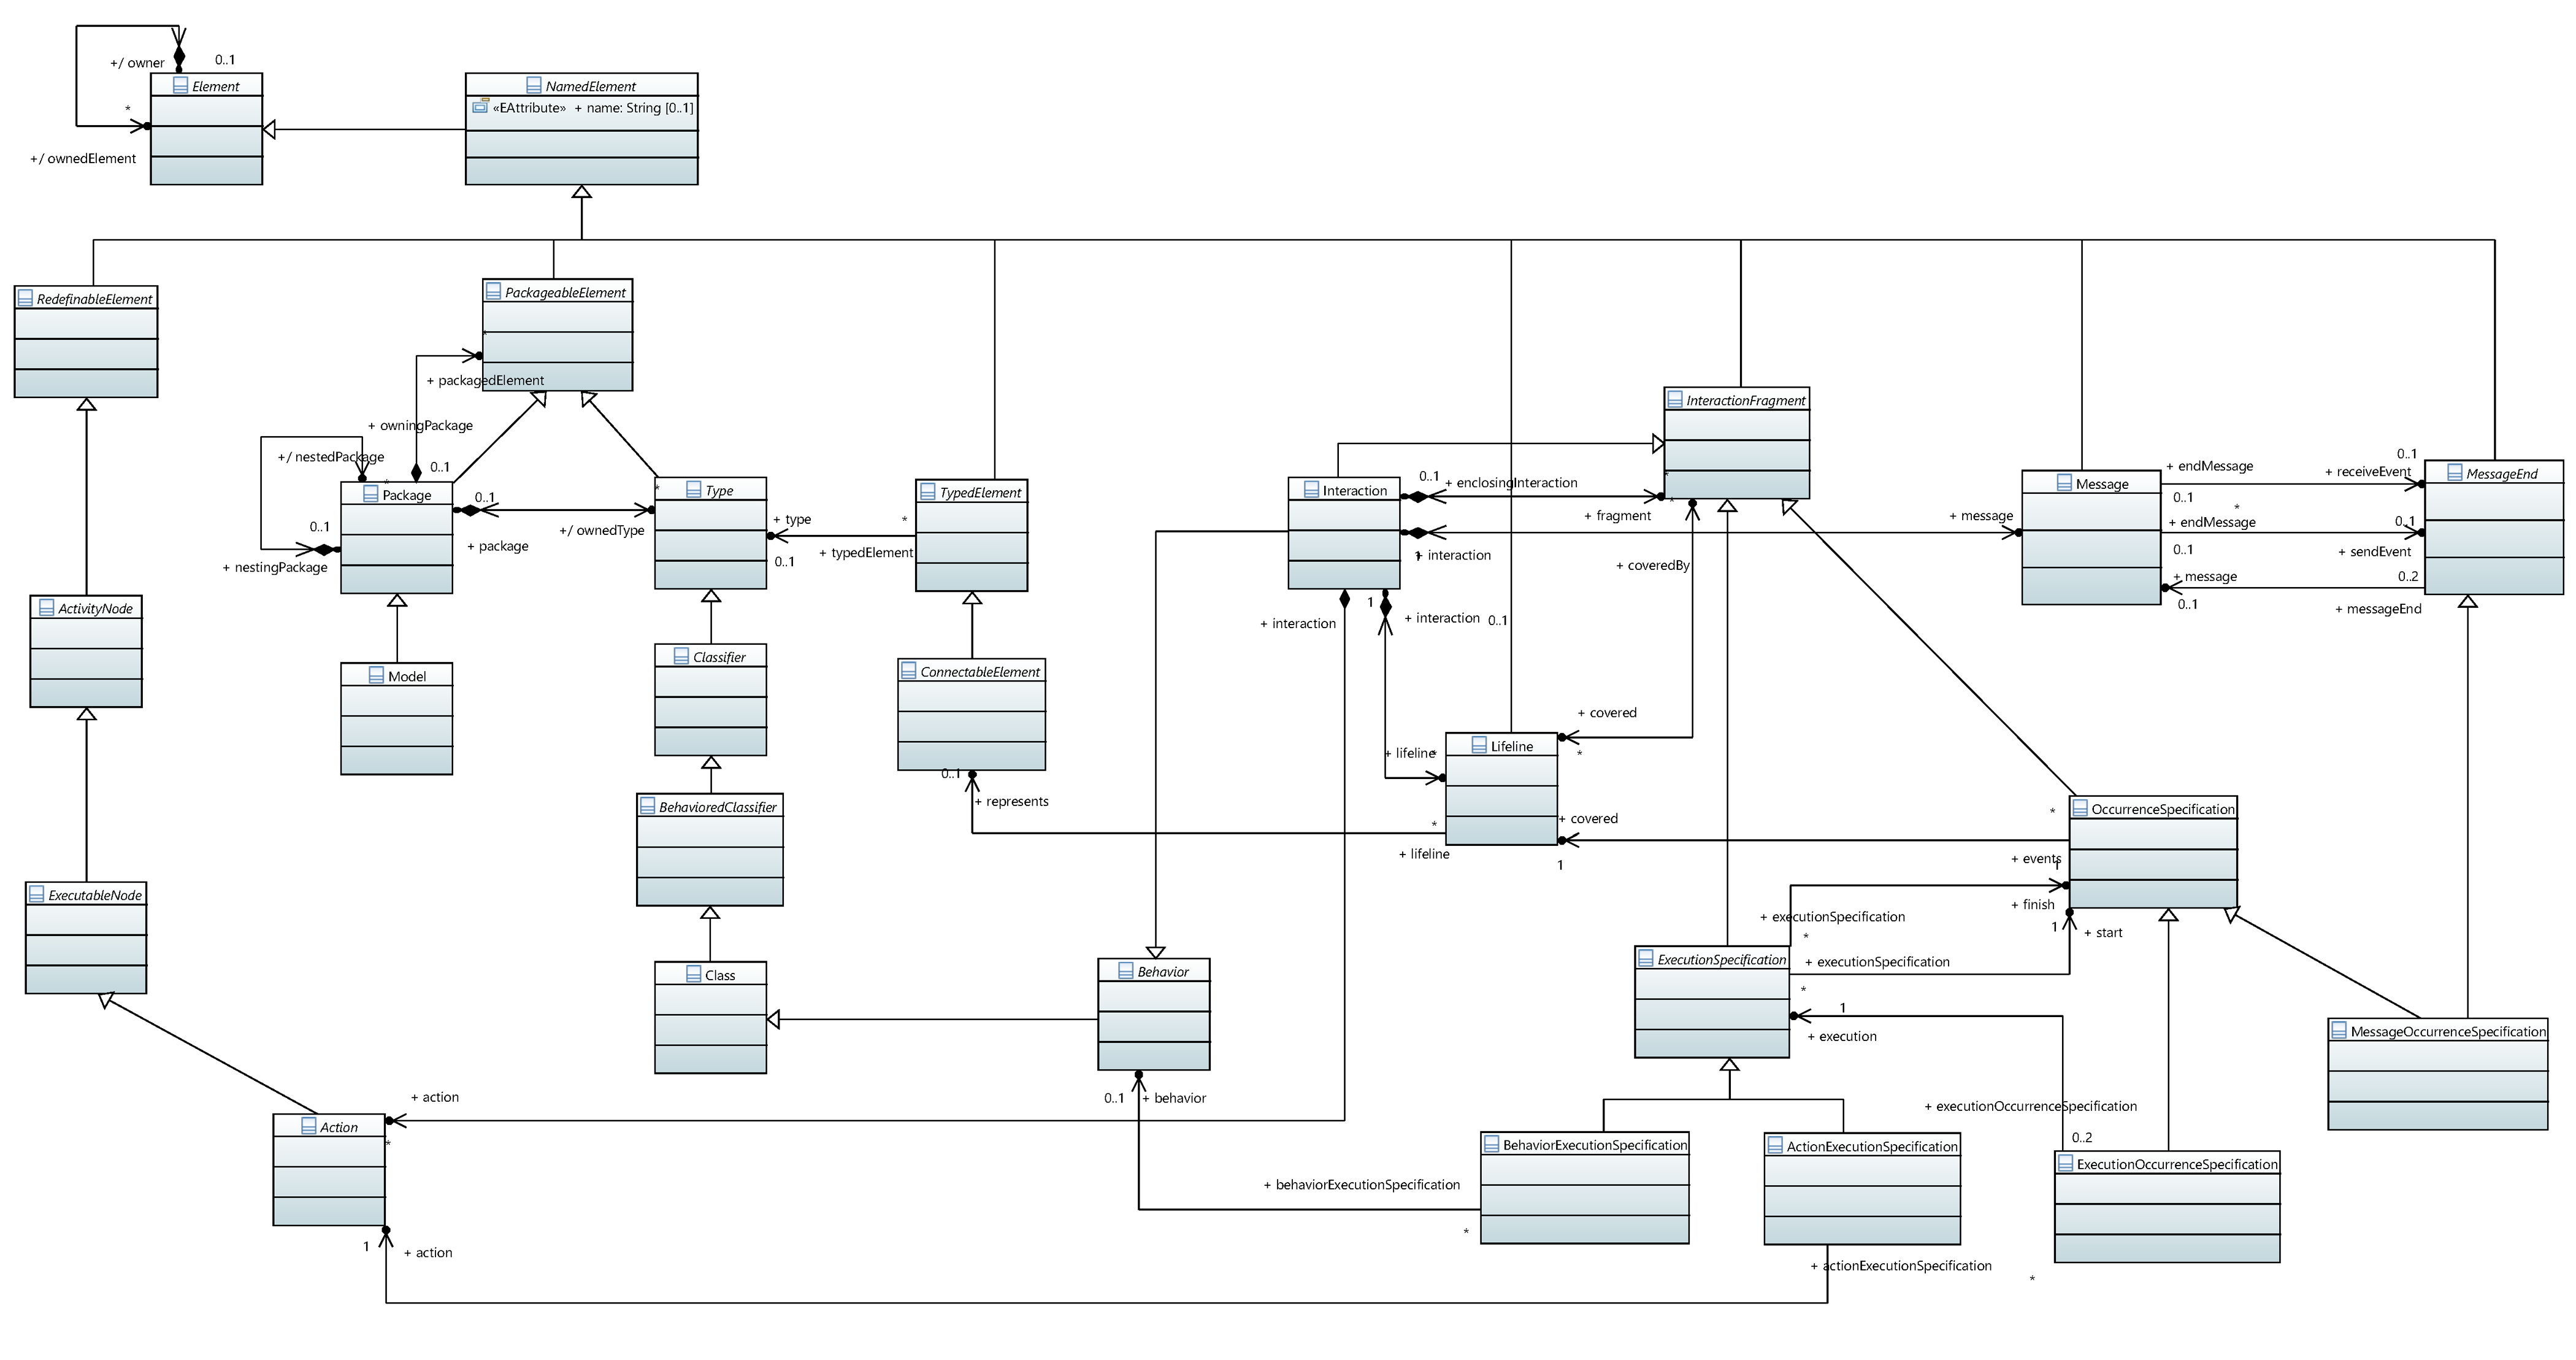 +/ owner
0..1
Element
*
+/ ownedElement
NamedElement
«EAttribute» + name: String [0..1]
RedefinableElement
PackageableElement
*
+ packagedElement
+ owningPackage
0..1
+/ nestedPackage
*
Package
0..1
+ nestingPackage
0..1
+ package
*
Type
+/ ownedType
+ type
0..1
*
+ typedElement
TypedElement
InteractionFragment
*
*
Interaction
0..1
+ enclosingInteraction
+ fragment
1
+ interaction
+ message
Message
+ endMessage
0..1
*
+ endMessage
0..1
+ message
0..1
0..1
+ receiveEvent
0..1
+ sendEvent
0..2
+ messageEnd
MessageEnd
+ coveredBy
1
+ interaction
+ interaction
0..1
ActivityNode
Model
Classifier
ConnectableElement
0..1
+ represents
+ covered
*
+ lifeline
*
Lifeline
*
+ lifeline
+ covered
1
BehavioredClassifier
*
OccurrenceSpecification
+ events
1
+ finish
1
+ start
ExecutableNode
+ executionSpecification
*
+ executionSpecification
*
ExecutionSpecification
1
+ execution
Class
Behavior
MessageOccurrenceSpecification
+ action
*
Action
0..1
+ behavior
+ executionOccurrenceSpecification
0..2
BehaviorExecutionSpecification
ActionExecutionSpecification
ExecutionOccurrenceSpecification
+ behaviorExecutionSpecification
*
1
+ action
+ actionExecutionSpecification
*